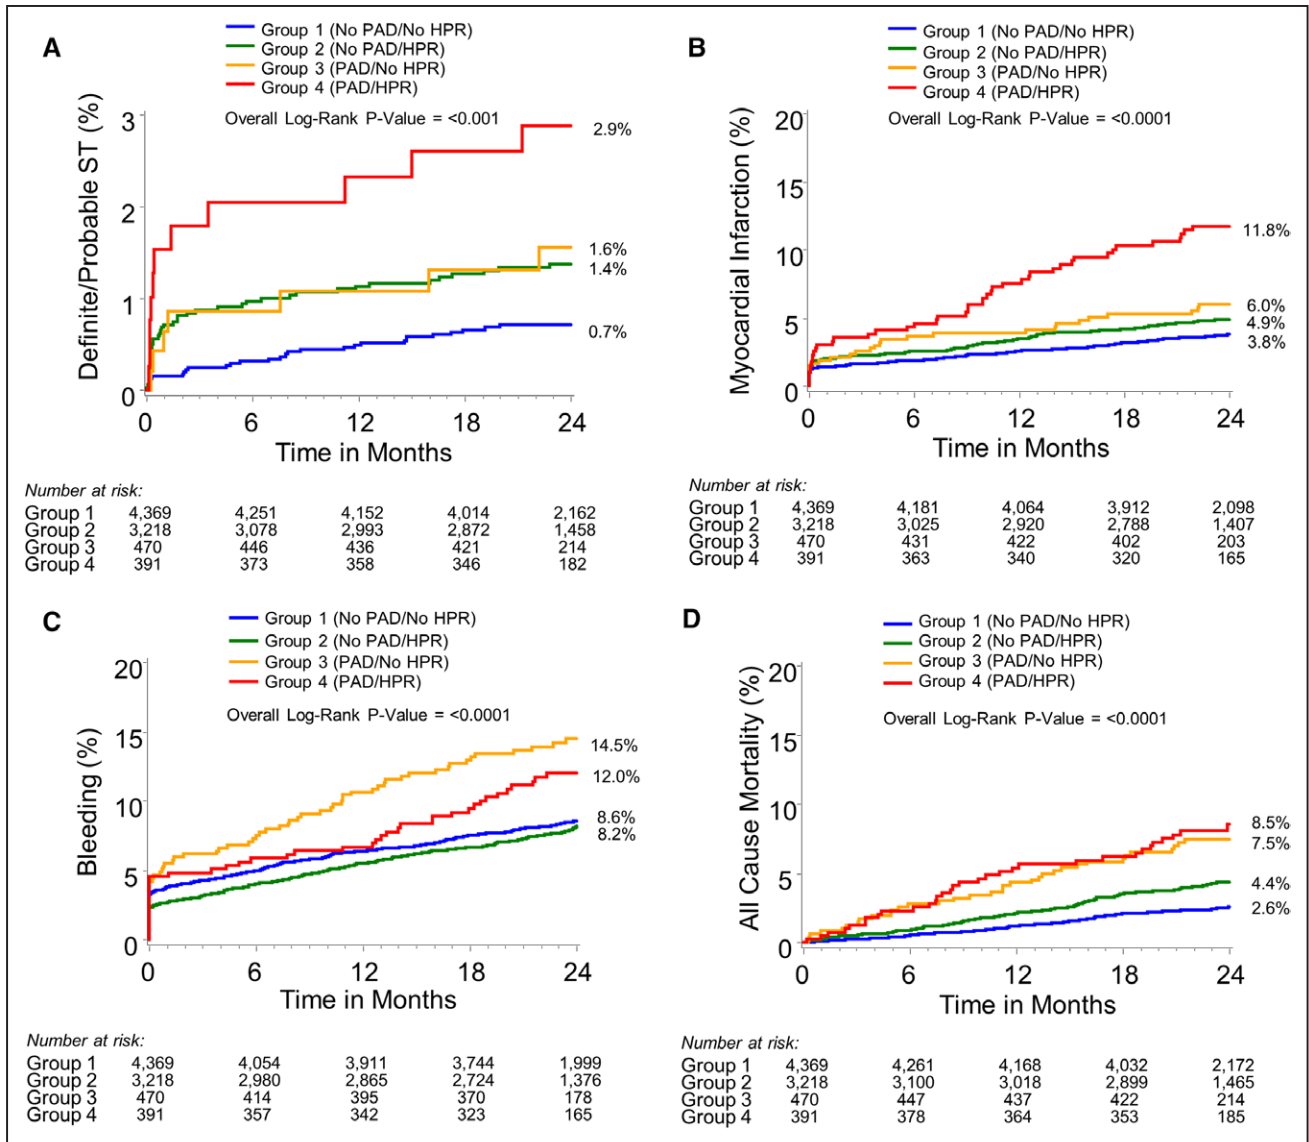 A
Group 1 (No PAD/No HPR)
Group 2 (No PAD/HPR)
Group 3 (PAD/No HPR)
Group 4 (PAD/HPR)
Overall Log-Rank P-Value = <0.001
Definite/Probable ST (%)
3
2
1
0
2.9%
1.6%
1.4%
0.7%
0 6 12 18 24
Time in Months
Number at risk:
Group 1 4,369 4,251 4,152 4,014 2,162
Group 2 3,218 3,078 2,993 2,872 1,458
Group 3 470 446 436 421 214
Group 4 391 373 358 346 182
B
Group 1 (No PAD/No HPR)
Group 2 (No PAD/HPR)
Group 3 (PAD/No HPR)
Group 4 (PAD/HPR)
Overall Log-Rank P-Value = <0.0001
Myocardial Infarction (%)
20
15
10
5
0
11.8%
6.0%
4.9%
3.8%
0 6 12 18 24
Time in Months
Number at risk:
Group 1 4,369 4,181 4,064 3,912 2,098
Group 2 3,218 3,025 2,920 2,788 1,407
Group 3 470 431 422 402 203
Group 4 391 363 340 320 165
C
Group 1 (No PAD/No HPR)
Group 2 (No PAD/HPR)
Group 3 (PAD/No HPR)
Group 4 (PAD/HPR)
Overall Log-Rank P-Value = <0.0001
Bleeding (%)
20
15
10
5
0
14.5%
12.0%
8.6%
8.2%
0 6 12 18 24
Time in Months
Number at risk:
Group 1 4,369 4,054 3,911 3,744 1,999
Group 2 3,218 2,980 2,865 2,724 1,376
Group 3 470 414 395 370 178
Group 4 391 357 342 323 165
D
Group 1 (No PAD/No HPR)
Group 2 (No PAD/HPR)
Group 3 (PAD/No HPR)
Group 4 (PAD/HPR)
Overall Log-Rank P-Value = <0.0001
All Cause Mortality (%)
20
15
10
5
0
8.5%
7.5%
4.4%
2.6%
0 6 12 18 24
Time in Months
Number at risk:
Group 1 4,369 4,261 4,168 4,032 2,172
Group 2 3,218 3,100 3,018 2,899 1,465
Group 3 470 447 437 422 214
Group 4 391 378 364 353 185